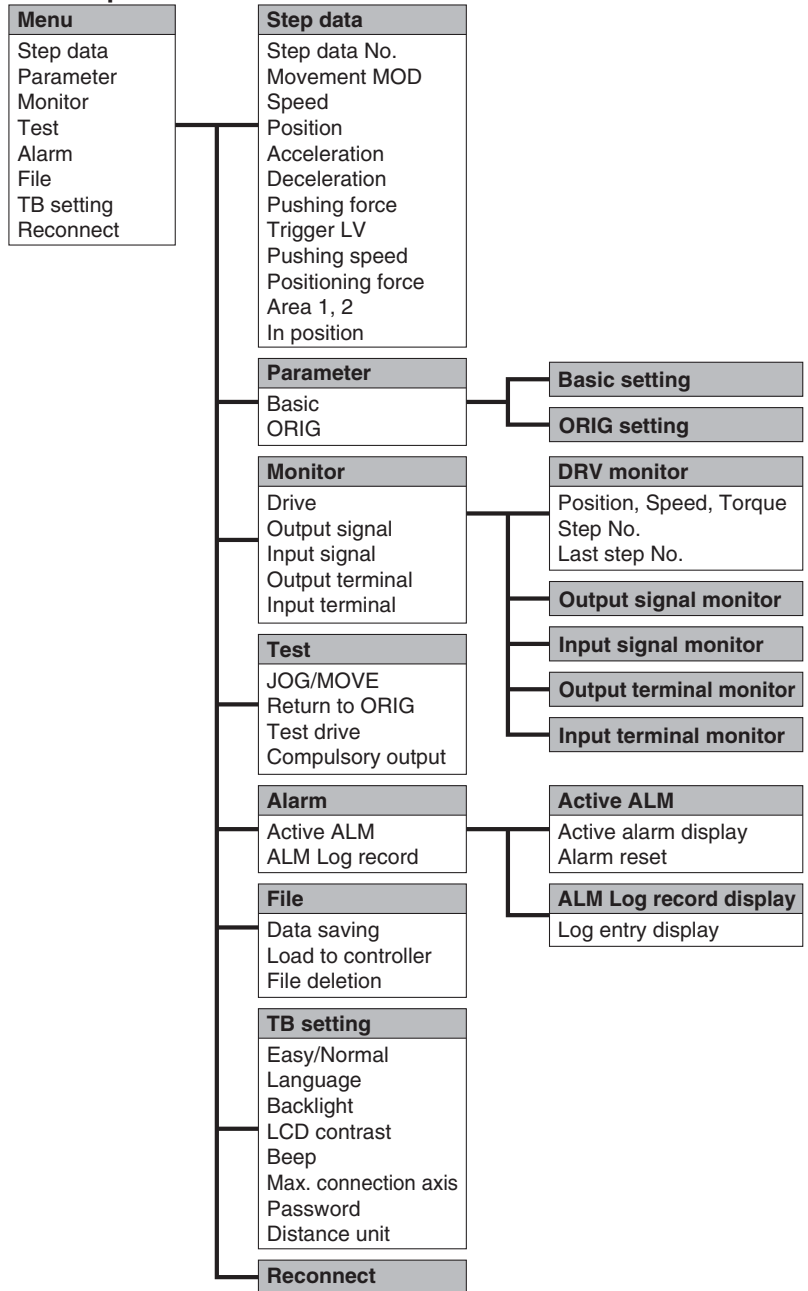 Menu
Step data
Parameter
Monitor
Test
Alarm
File
TB setting
Reconnect
Step data
Step data No.
Movement MOD
Speed
Position
Acceleration
Deceleration
Pushing force
Trigger LV
Pushing speed
Positioning force
Area 1, 2
In position
Parameter
Basic
ORIG
Basic setting
ORIG setting
Monitor
Drive
Output signal
Input signal
Output terminal
Input terminal
DRV monitor
Position, Speed, Torque
Step No.
Last step No.
Output signal monitor
Input signal monitor
Output terminal monitor
Input terminal monitor
Test
JOG/MOVE
Return to ORIG
Test drive
Compulsory output
Alarm
Active ALM
ALM Log record
Active ALM
Active alarm display
Alarm reset
ALM Log record display
Log entry display
File
Data saving
Load to controller
File deletion
TB setting
Easy/Normal
Language
Backlight
LCD contrast
Beep
Max. connection axis
Password
Distance unit
Reconnect